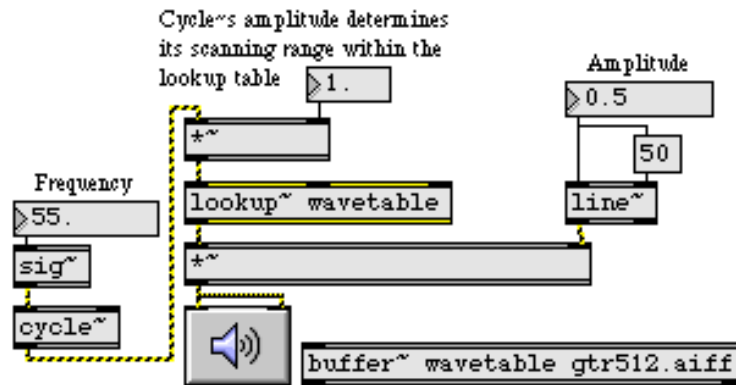 Cycle~s amplitude determines
its scanning range within the
lookup table
1.
Amplitude
0.5
*~
50
Frequency
lookup~ wavetable
line~
55.
*~
sig~
cycle~
buffer~ wavetable gtr512.aiff